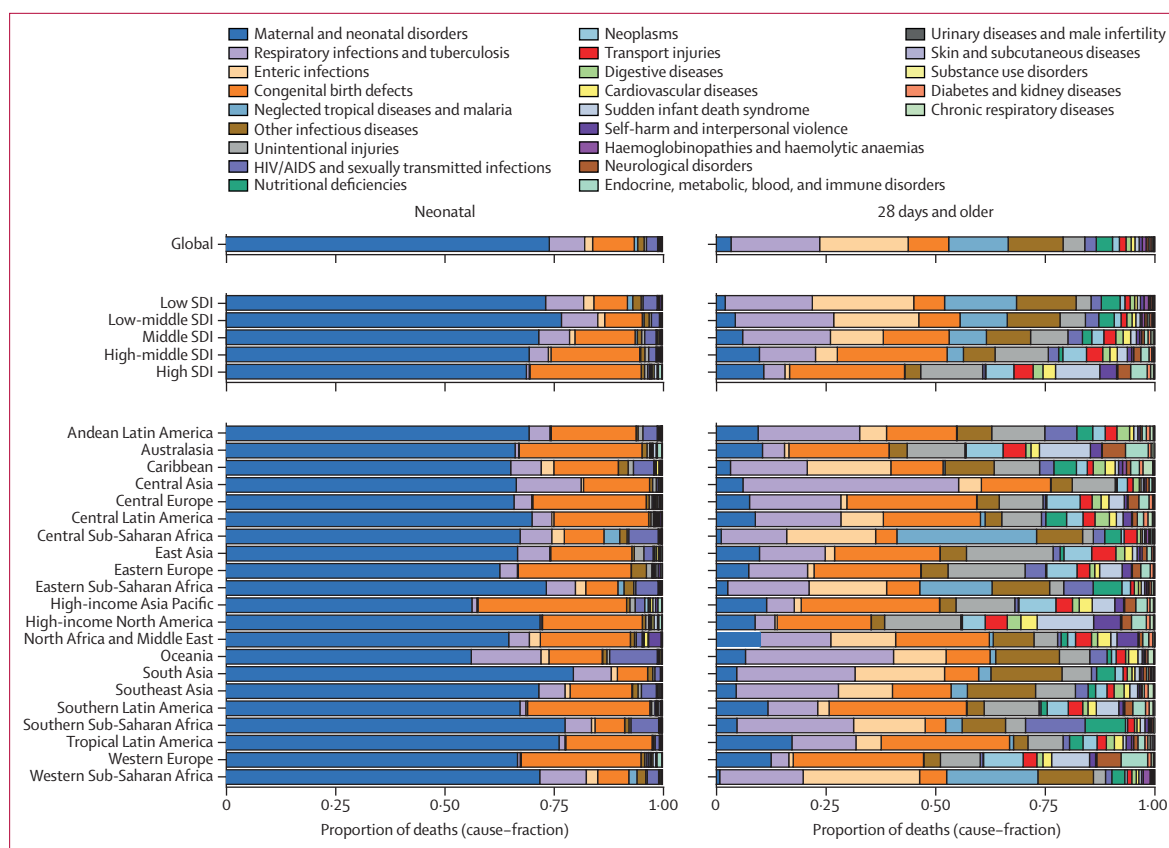 Maternal and neonatal disorders
Respiratory infections and tuberculosis
Enteric infections
Congenital birth defects
Neglected tropical diseases and malaria
Other infectious diseases
Unintentional injuries
HIV/AIDS and sexually transmitted infections
Nutritional deficiencies
Neoplasms
Transport injuries
Digestive diseases
Cardiovascular diseases
Sudden infant death syndrome
Self-harm and interpersonal violence
Haemoglobinopathies and haemolytic anaemias
Neurological disorders
Endocrine, metabolic, blood, and immune disorders
Urinary diseases and male infertility
Skin and subcutaneous diseases
Substance use disorders
Diabetes and kidney diseases
Chronic respiratory diseases
Neonatal
28 days and older
Global
Low SDI
Low-middle SDI
Middle SDI
High-middle SDI
High SDI
Andean Latin America
Australasia
Caribbean
Central Asia
Central Europe
Central Latin America
Central Sub-Saharan Africa
East Asia
Eastern Europe
Eastern Sub-Saharan Africa
High-income Asia Pacific
High-income North America
North Africa and Middle East
Oceania
South Asia
Southeast Asia
Southern Latin America
Southern Sub-Saharan Africa
Tropical Latin America
Western Europe
Western Sub-Saharan Africa
0 0·25 0·50 0·75 1·00
Proportion of deaths (cause–fraction)
0 0·25 0·50 0·75 1·00
Proportion of deaths (cause–fraction)